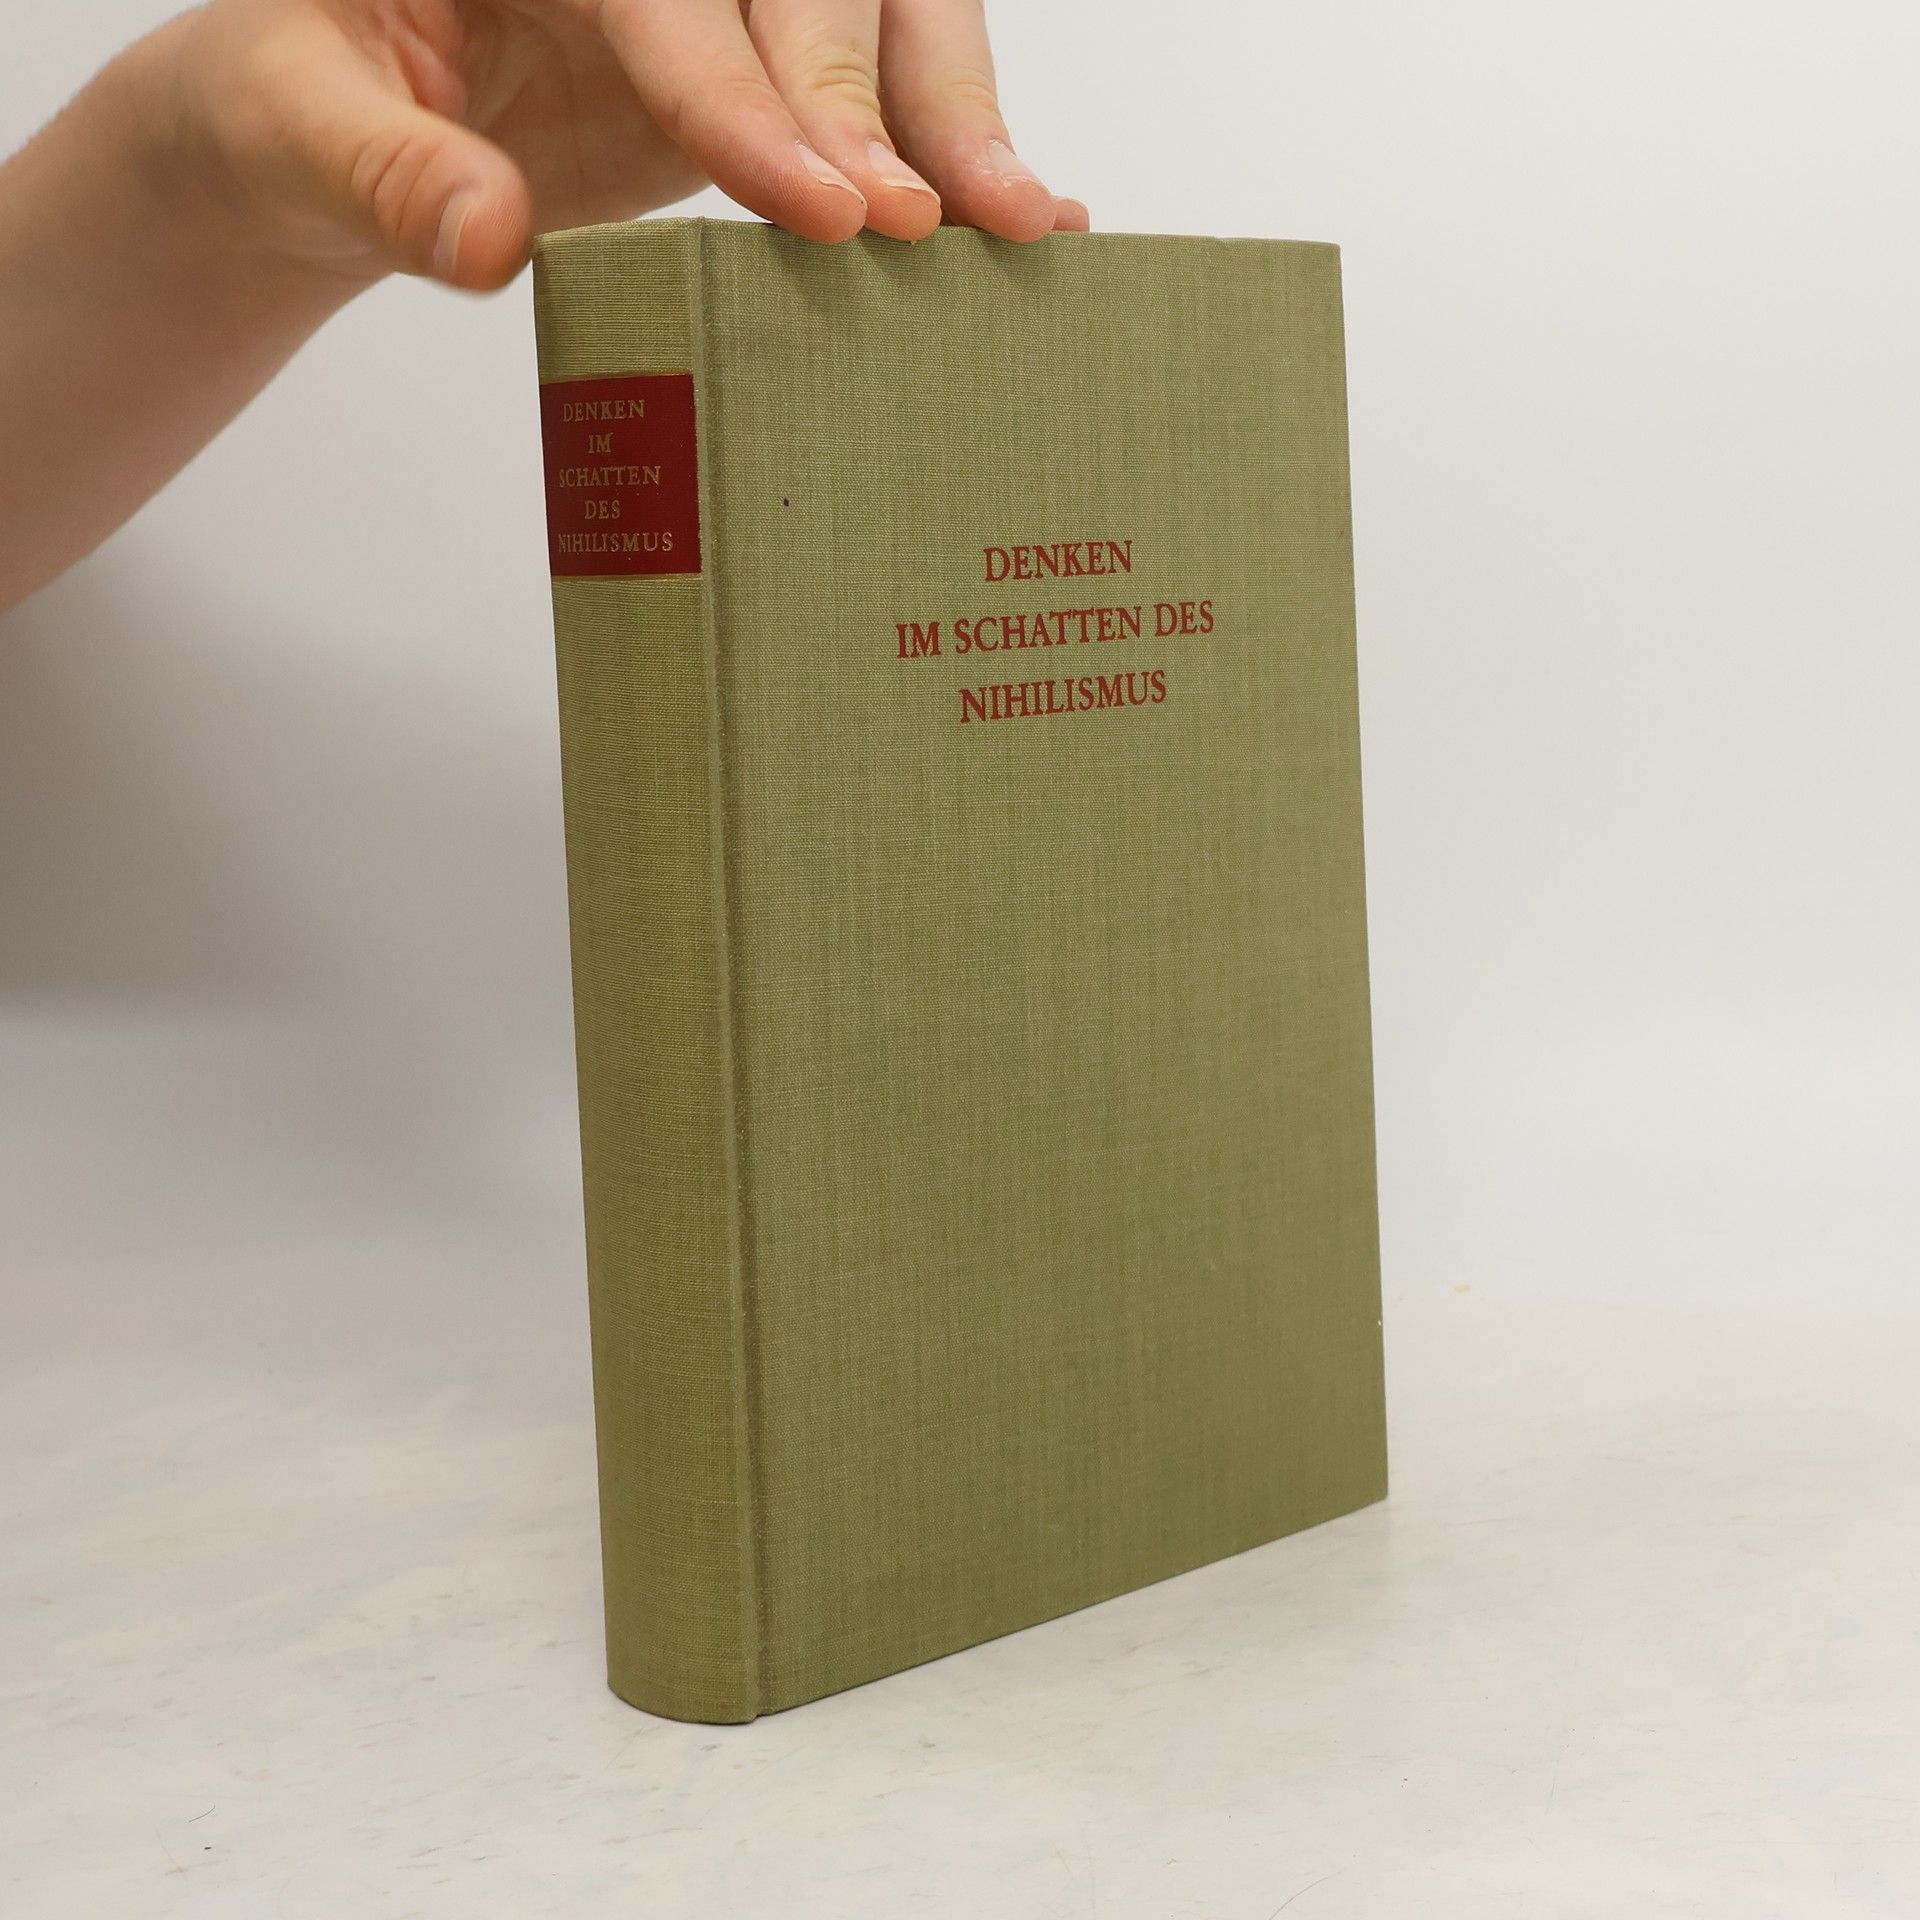 DENKEN
IM
SCHATTEN
DES
NIHILISMUS
DENKEN
IM SCHATTEN DES
NIHILISMUS